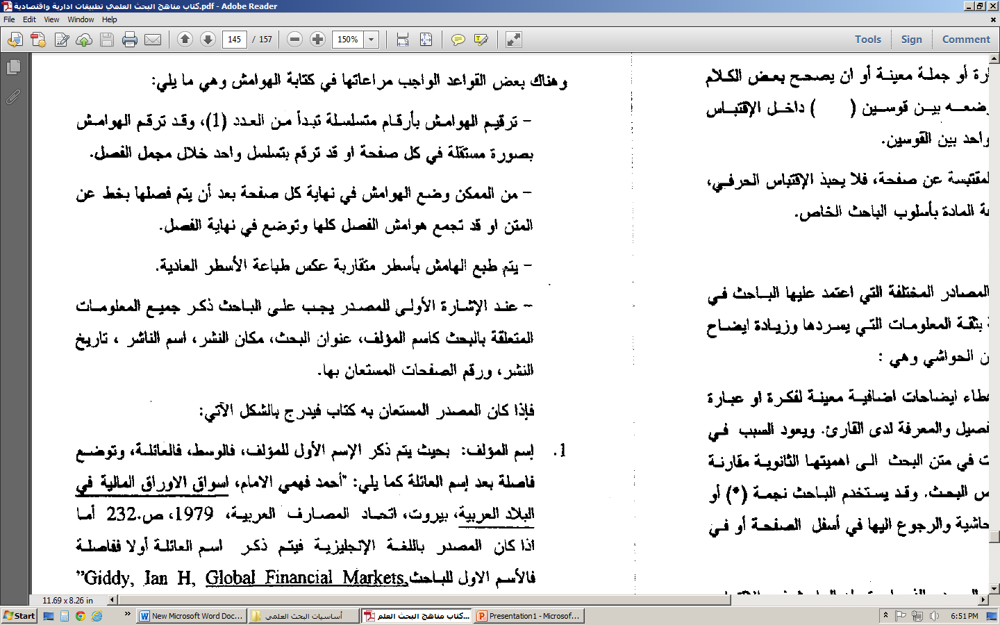 كتاب مناهج البحث العلمي تطبيقات ادارية واقتصادية.pdf - Adobe Reader
File Edit View Window Help
145 / 157 150% Tools Sign Comment
وهناك بعض القواعد الواجب مراعاتها في كتابة الهوامش وهي ما يلي:
– ترقيم الهوامش بأرقام متسلسلة تبدأ من العدد (1)، وقد ترقم الهوامش
بصورة مستقلة في كل صفحة او قد ترقم بتسلسل واحد خلال مجمل الفصل.
– من الممكن وضع الهوامش في نهاية كل صفحة بعد أن يتم فصلها بخط عن
المتن او قد تجمع هوامش الفصل كلها وتوضع في نهاية الفصل.
– يتم طبع الهامش بأسطر متقاربة عكس طباعة الأسطر العادية.
– عند الإشارة الأولى للمصدر يجب على الباحث ذكر جميع المعلومات
المتعلقة بالبحث كاسم المؤلف، عنوان البحث، مكان النشر، اسم الناشر ، تاريخ
النشر، ورقم الصفحات المستعان بها.
فإذا كان المصدر المستعان به كتاب فيدرج بالشكل الآتي:
1. إسم المؤلف: بحيث يتم ذكر الإسم الأول للمؤلف، فالوسط، فالعائلة، وتوضع
فاصلة بعد إسم العائلة كما يلي: "أحمد فهمي الامام، اسواق الاوراق المالية في
البلاد العربية، بيروت، اتحاد المصارف العربية، 1979، ص.232 أما
اذا كان المصدر باللغة الإنجليزية فيتم ذكر اسم العائلة أولا ففاصلة
فالأسم الاول للباحث "Giddy, Ian H, Global Financial Markets,
أو جملة معينة أو ان يصحح بعض الكلام
بين قوسين ( ) داخل الإقتباس
واحد بين القوسين.
المقتبسة عن صفحة، فلا يحبذ الإقتباس الحرفي،
المادة بأسلوب الباحث الخاص.
المصادر المختلفة التي اعتمد عليها الباحث في
بثقة المعلومات التي يسردها وزيادة ايضاح
الحواشي وهي :
ايضاحات اضافية معينة لفكرة او عبارة
والمعرفة لدى القارئ. ويعود السبب في
في متن البحث الى اهميتها الثانوية مقارنة
البحث. وقد يستخدم الباحث نجمة (*) أو
والرجوع اليها في أسفل الصفحة أو في
11.69 x 8.26 in
Start » New Microsoft Word Doc... أساسيات البحث العلمي كتاب مناهج البحث العلم... Presentation1 - Microsof... 6:51 PM